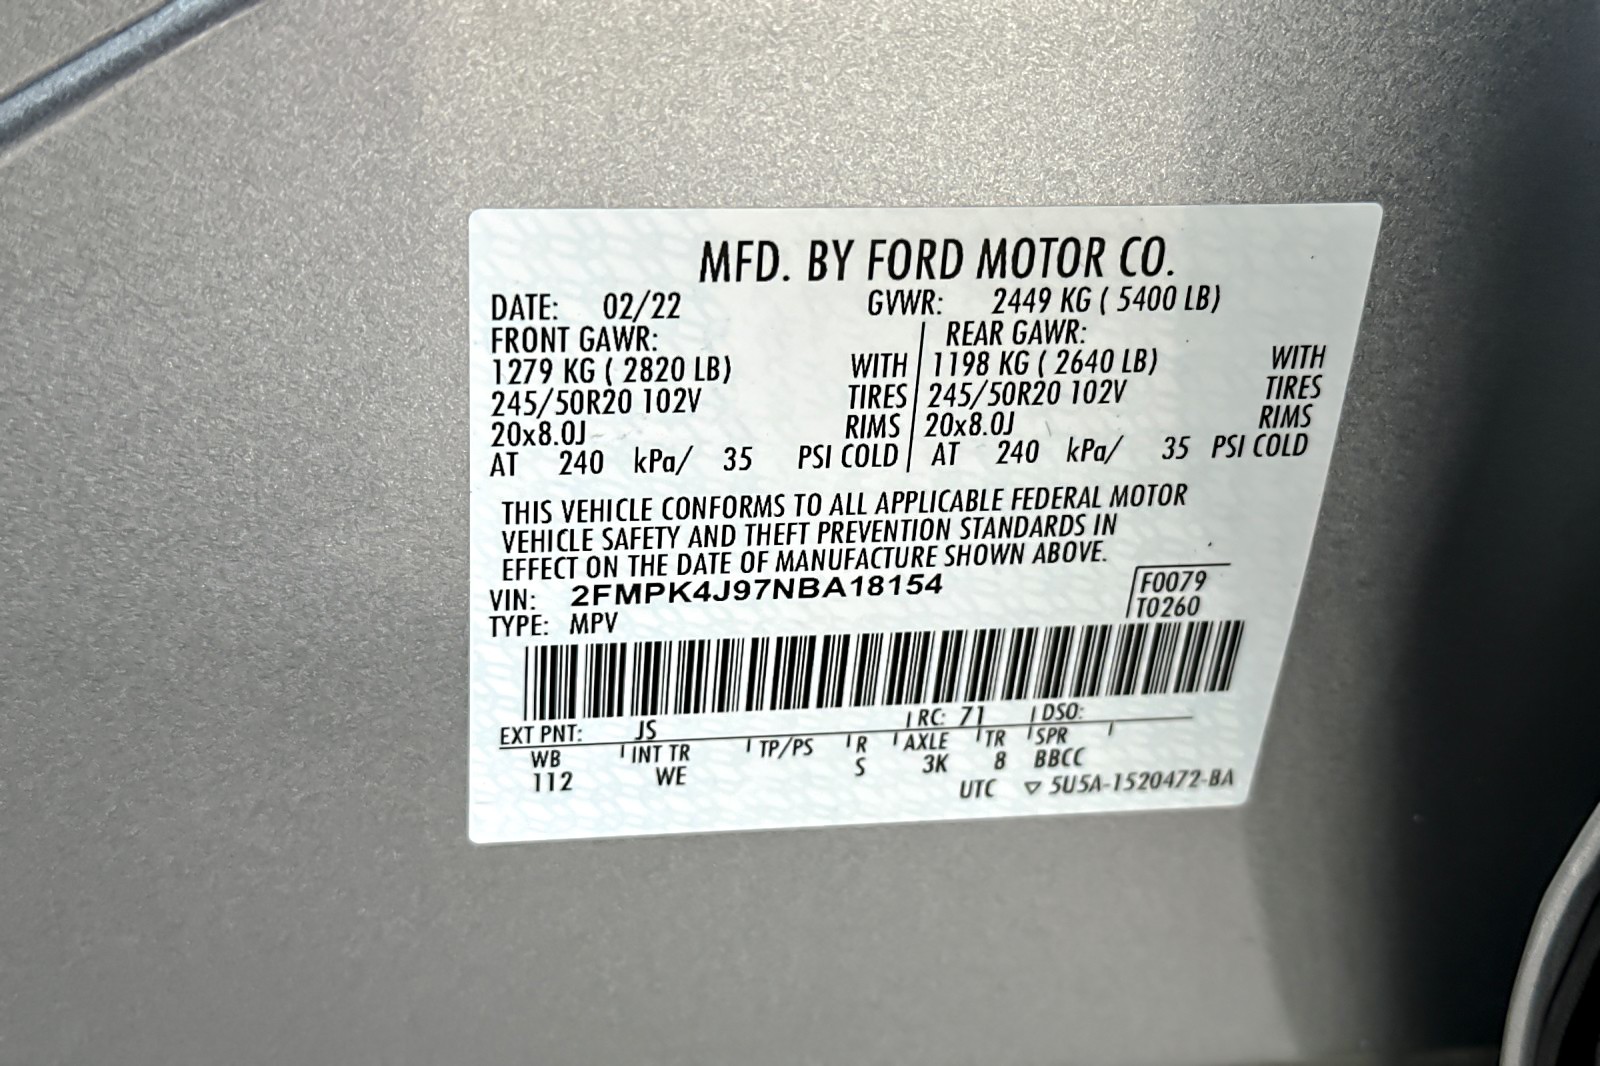 MFD. BY FORD MOTOR CO.
DATE: 02/22 GVWR: 2449 KG ( 5400 LB)
FRONT GAWR: REAR GAWR:
1279 KG ( 2820 LB) WITH 1198 KG ( 2640 LB) WITH
245/50R20 102V TIRES 245/50R20 102V TIRES
20x8.0J RIMS 20x8.0J RIMS
AT 240 kPa/ 35 PSI COLD AT 240 kPa/ 35 PSI COLD
THIS VEHICLE CONFORMS TO ALL APPLICABLE FEDERAL MOTOR
VEHICLE SAFETY AND THEFT PREVENTION STANDARDS IN
EFFECT ON THE DATE OF MANUFACTURE SHOWN ABOVE.
VIN: 2FMPK4J97NBA18154 F0079
TYPE: MPV T0260
EXT PNT: JS RC: 71 DSO:
WB INT TR TP/PS R AXLE TR SPR
112 WE S 3K 8 BBCC
UTC ▽ 5U5A-1520472-BA